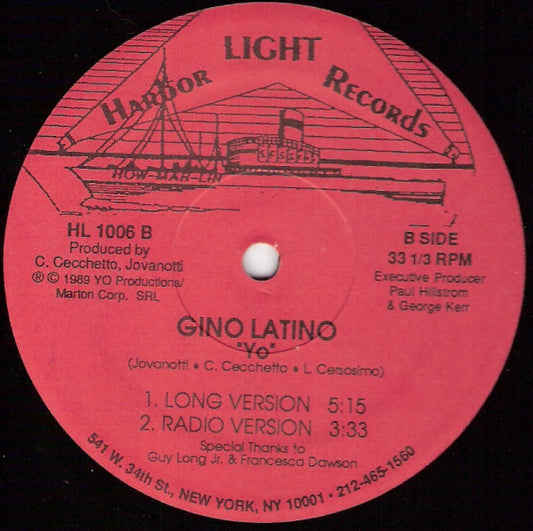 HARBOR LIGHT RECORDS
HOW-MAR-LIN
HL 1006 B
Produced by
C. Cecchetto, Jovanotti
℗ © 1989 YO Productions/
Marton Corp. SRL
B SIDE
33 1/3 RPM
Executive Producer
Paul Hillstrom
& George Kerr
GINO LATINO
"Yo"
(Jovanotti • C. Cecchetto • L. Cersosimo)
1. LONG VERSION 5:15
2. RADIO VERSION 3:33
Special Thanks to
Guy Long Jr. & Francesca Dawson
541 W. 34th St., NEW YORK, NY 10001 • 212-465-1560